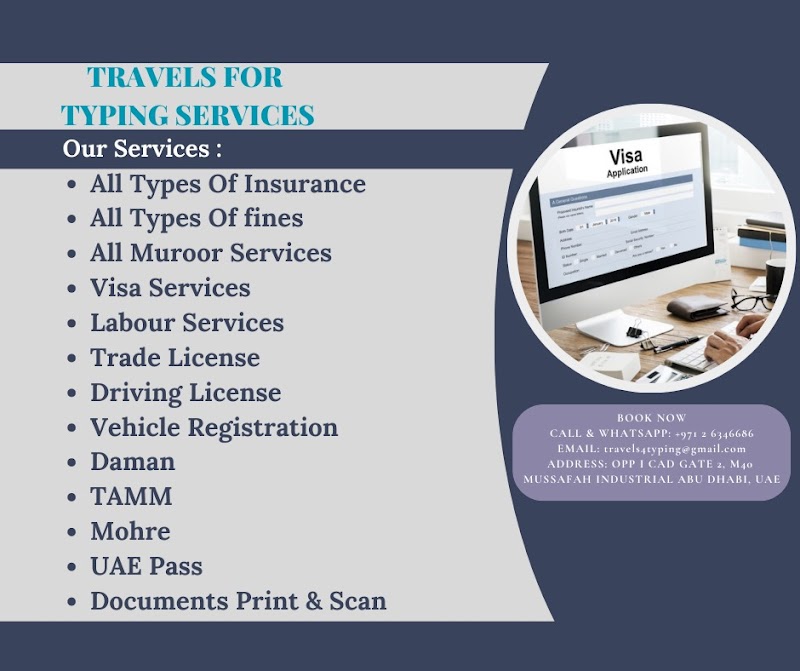 TRAVELS FOR
TYPING SERVICES
Our Services :
• All Types Of Insurance
• All Types Of fines
• All Muroor Services
• Visa Services
• Labour Services
• Trade License
• Driving License
• Vehicle Registration
• Daman
• TAMM
• Mohre
• UAE Pass
• Documents Print & Scan
Visa
Application
BOOK NOW
CALL & WHATSAPP: +971 2 6346686
EMAIL: travels4typing@gmail.com
ADDRESS: OPP I CAD GATE 2, M40
MUSSAFAH INDUSTRIAL ABU DHABI, UAE